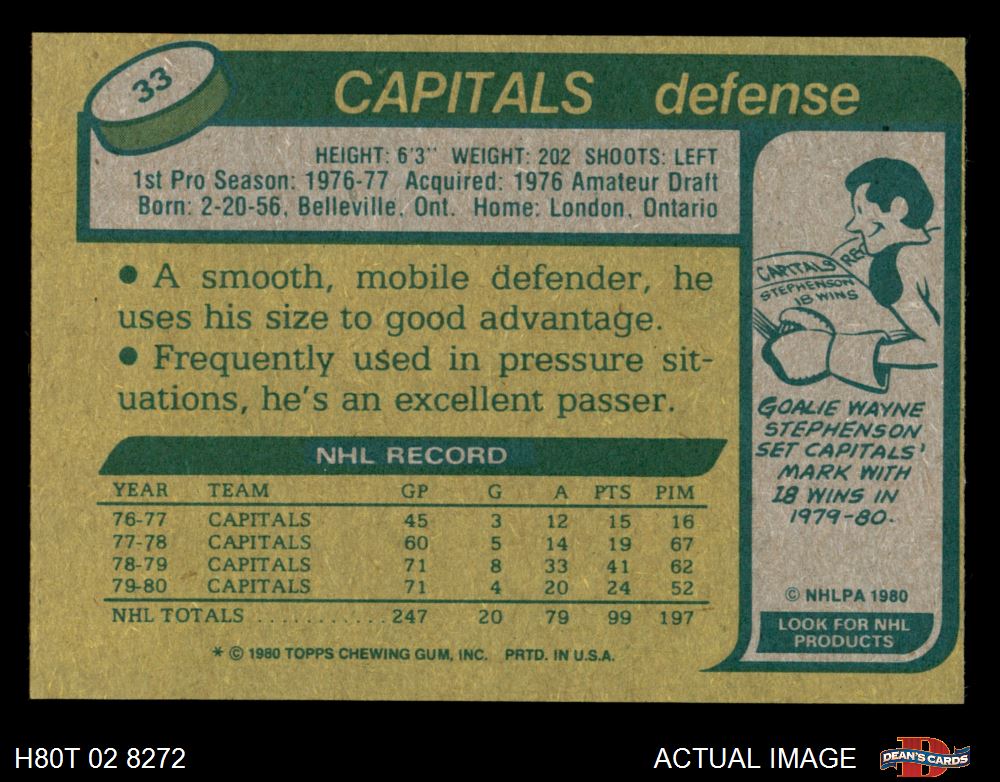 33
CAPITALS defense
HEIGHT: 6'3" WEIGHT: 202 SHOOTS: LEFT
1st Pro Season: 1976-77 Acquired: 1976 Amateur Draft
Born: 2-20-56, Belleville, Ont. Home: London, Ontario
• A smooth, mobile defender, he
uses his size to good advantage.
• Frequently used in pressure sit-
uations, he's an excellent passer.
NHL RECORD
YEAR TEAM GP G A PTS PIM
76-77 CAPITALS 45 3 12 15 16
77-78 CAPITALS 60 5 14 19 67
78-79 CAPITALS 71 8 33 41 62
79-80 CAPITALS 71 4 20 24 52
NHL TOTALS ........... 247 20 79 99 197
* © 1980 TOPPS CHEWING GUM, INC. PRTD. IN U.S.A.
CAPITALS REC
STEPHENSON
18 WINS
GOALIE WAYNE
STEPHENSON
SET CAPITALS'
MARK WITH
18 WINS IN
1979-80.
© NHLPA 1980
LOOK FOR NHL
PRODUCTS
H80T 02 8272
ACTUAL IMAGE
DEAN'S CARDS